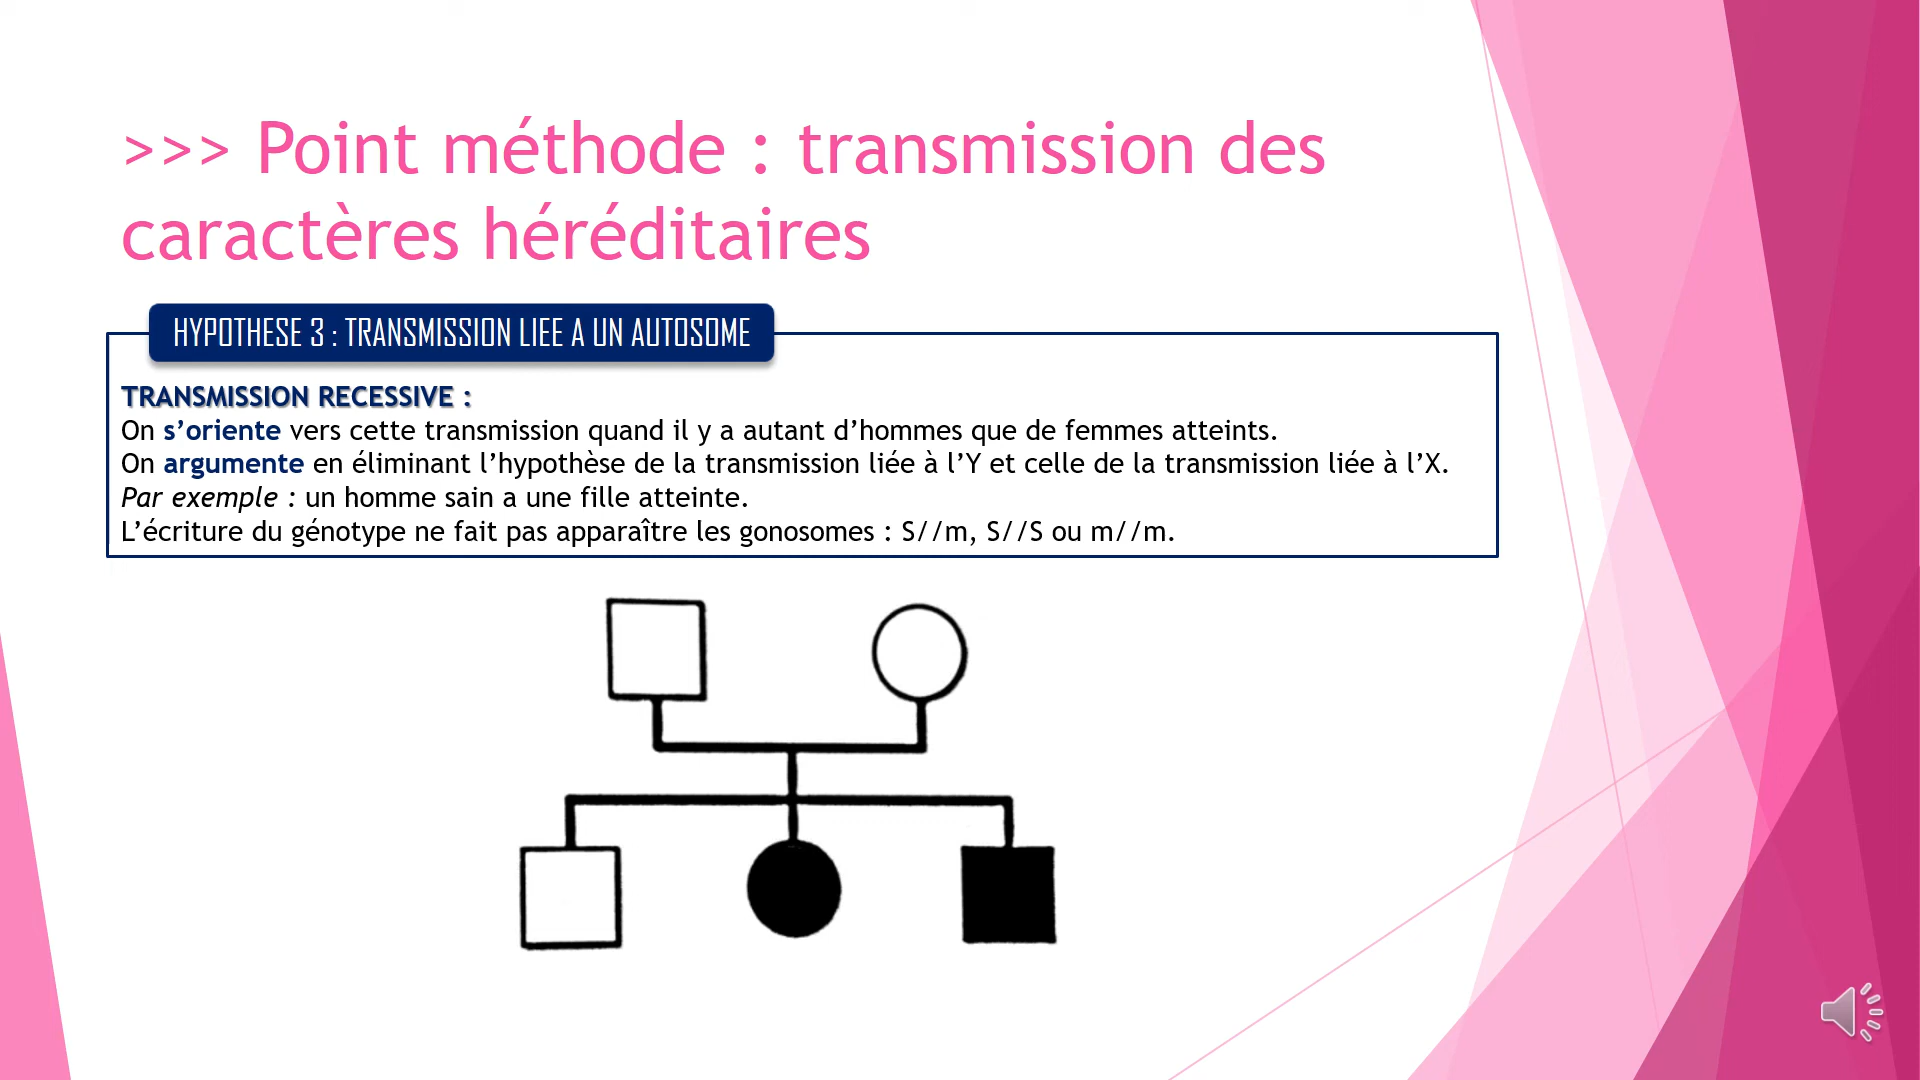 >>> Point méthode : transmission des
caractères héréditaires
HYPOTHESE 3 : TRANSMISSION LIEE A UN AUTOSOME
TRANSMISSION RECESSIVE :
On s’oriente vers cette transmission quand il y a autant d’hommes que de femmes atteints.
On argumente en éliminant l’hypothèse de la transmission liée à l’Y et celle de la transmission liée à l’X.
Par exemple : un homme sain a une fille atteinte.
L’écriture du génotype ne fait pas apparaître les gonosomes : S//m, S//S ou m//m.